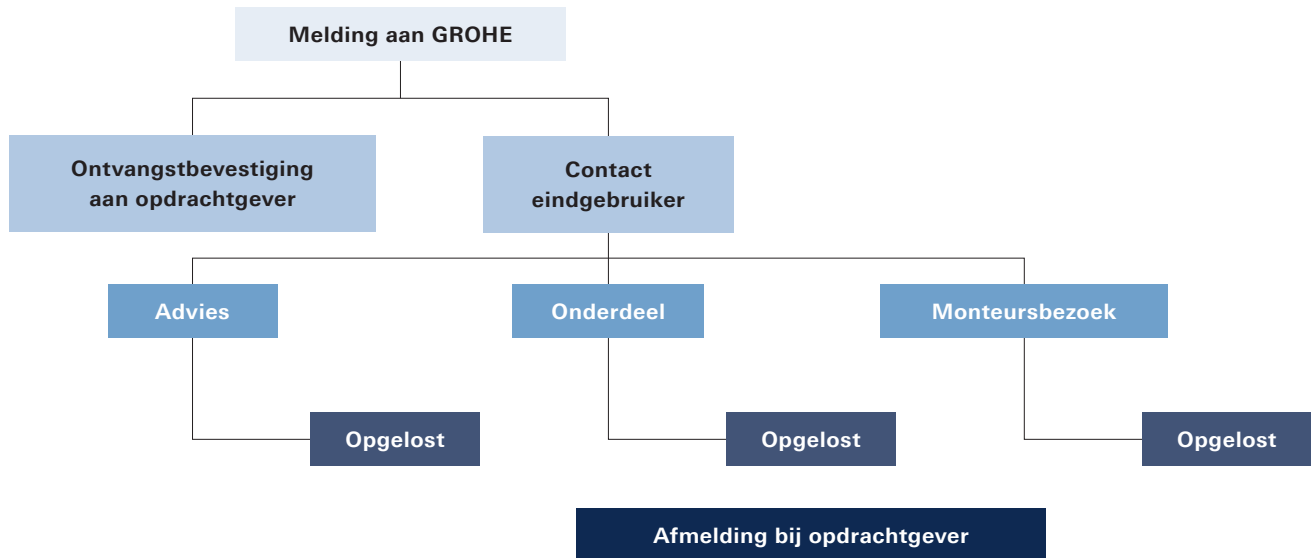 Melding aan GROHE
Ontvangstbevestiging
aan opdrachtgever
Contact
eindgebruiker
Advies
Onderdeel
Monteursbezoek
Opgelost
Opgelost
Opgelost
Afmelding bij opdrachtgever